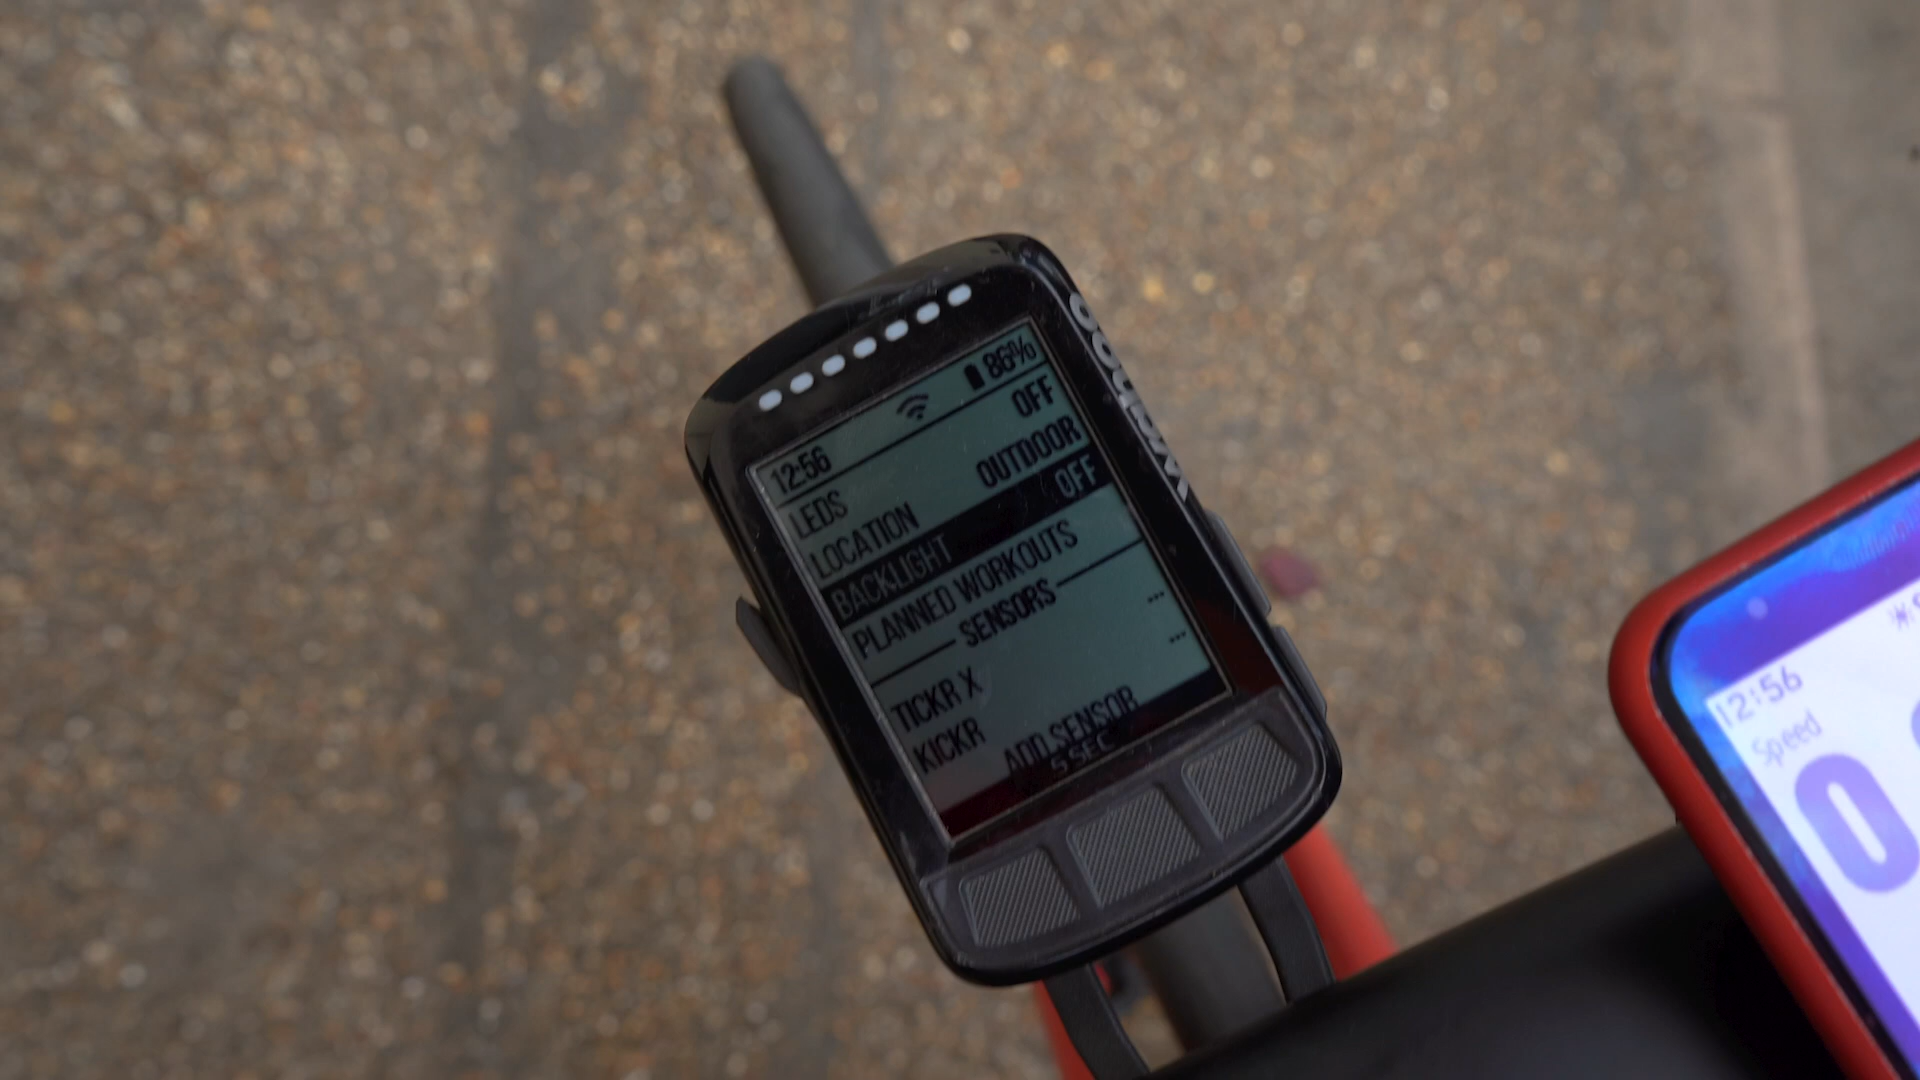 12:56 86%
LEDS OFF
LOCATION OUTDOOR
BACKLIGHT OFF
PLANNED WORKOUTS
SENSORS
TICKR X ---
KICKR ---
ADD SENSOR
5 SEC
wahoo
12:56
Speed
0